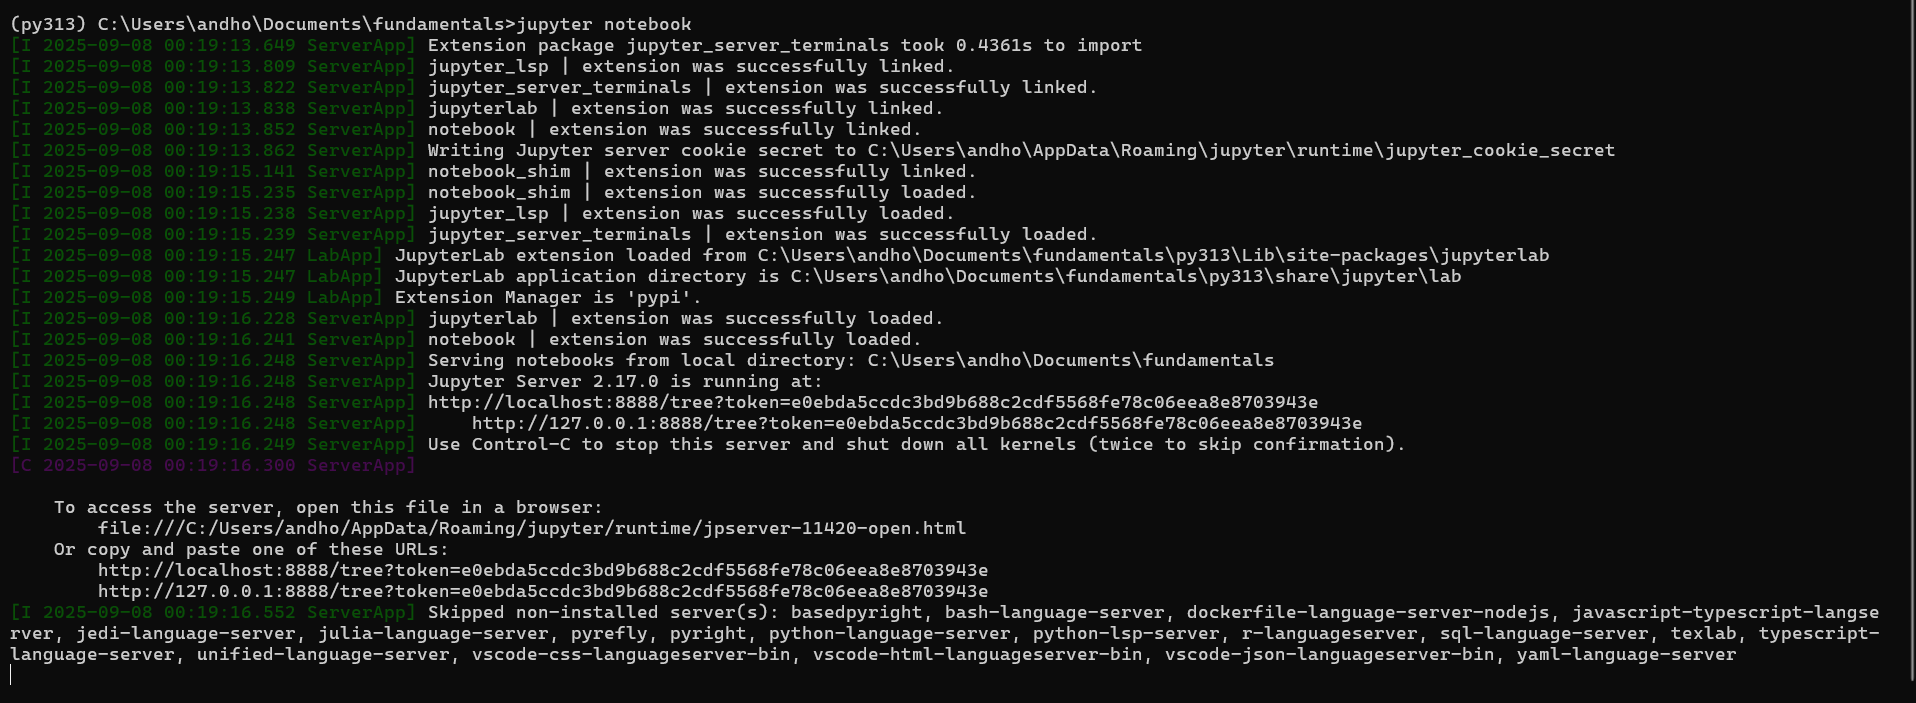 (py313) C:\Users\andho\Documents\fundamentals>jupyter notebook
[I 2025-09-08 00:19:13.649 ServerApp] Extension package jupyter_server_terminals took 0.4361s to import
[I 2025-09-08 00:19:13.809 ServerApp] jupyter_lsp | extension was successfully linked.
[I 2025-09-08 00:19:13.822 ServerApp] jupyter_server_terminals | extension was successfully linked.
[I 2025-09-08 00:19:13.838 ServerApp] jupyterlab | extension was successfully linked.
[I 2025-09-08 00:19:13.852 ServerApp] notebook | extension was successfully linked.
[I 2025-09-08 00:19:13.862 ServerApp] Writing Jupyter server cookie secret to C:\Users\andho\AppData\Roaming\jupyter\runtime\jupyter_cookie_secret
[I 2025-09-08 00:19:15.141 ServerApp] notebook_shim | extension was successfully linked.
[I 2025-09-08 00:19:15.235 ServerApp] notebook_shim | extension was successfully loaded.
[I 2025-09-08 00:19:15.238 ServerApp] jupyter_lsp | extension was successfully loaded.
[I 2025-09-08 00:19:15.239 ServerApp] jupyter_server_terminals | extension was successfully loaded.
[I 2025-09-08 00:19:15.247 LabApp] JupyterLab extension loaded from C:\Users\andho\Documents\fundamentals\py313\Lib\site-packages\jupyterlab
[I 2025-09-08 00:19:15.247 LabApp] JupyterLab application directory is C:\Users\andho\Documents\fundamentals\py313\share\jupyter\lab
[I 2025-09-08 00:19:15.249 LabApp] Extension Manager is 'pypi'.
[I 2025-09-08 00:19:16.228 ServerApp] jupyterlab | extension was successfully loaded.
[I 2025-09-08 00:19:16.241 ServerApp] notebook | extension was successfully loaded.
[I 2025-09-08 00:19:16.248 ServerApp] Serving notebooks from local directory: C:\Users\andho\Documents\fundamentals
[I 2025-09-08 00:19:16.248 ServerApp] Jupyter Server 2.17.0 is running at:
[I 2025-09-08 00:19:16.248 ServerApp] http://localhost:8888/tree?token=e0ebda5ccdc3bd9b688c2cdf5568fe78c06eea8e8703943e
[I 2025-09-08 00:19:16.248 ServerApp]     http://127.0.0.1:8888/tree?token=e0ebda5ccdc3bd9b688c2cdf5568fe78c06eea8e8703943e
[I 2025-09-08 00:19:16.249 ServerApp] Use Control-C to stop this server and shut down all kernels (twice to skip confirmation).
[C 2025-09-08 00:19:16.300 ServerApp]
    To access the server, open this file in a browser:
        file:///C:/Users/andho/AppData/Roaming/jupyter/runtime/jpserver-11420-open.html
    Or copy and paste one of these URLs:
        http://localhost:8888/tree?token=e0ebda5ccdc3bd9b688c2cdf5568fe78c06eea8e8703943e
        http://127.0.0.1:8888/tree?token=e0ebda5ccdc3bd9b688c2cdf5568fe78c06eea8e8703943e
[I 2025-09-08 00:19:16.552 ServerApp] Skipped non-installed server(s): basedpyright, bash-language-server, dockerfile-language-server-nodejs, javascript-typescript-langse
rver, jedi-language-server, julia-language-server, pyrefly, pyright, python-language-server, python-lsp-server, r-languageserver, sql-language-server, texlab, typescript-
language-server, unified-language-server, vscode-css-languageserver-bin, vscode-html-languageserver-bin, vscode-json-languageserver-bin, yaml-language-server